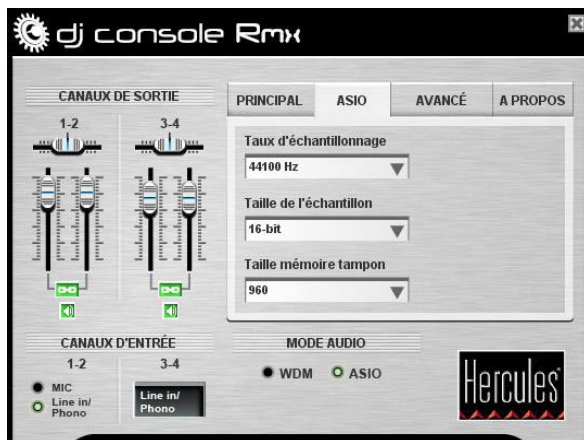 dj console Rmx
CANAUX DE SORTIE
1-2
3-4
PRINCIPAL
ASIO
AVANCÉ
A PROPOS
Taux d'échantillonnage
44100 Hz
Taille de l'échantillon
16-bit
Taille mémoire tampon
960
CANAUX D'ENTRÉE
1-2
3-4
MIC
Line in/
Phono
Line in/
Phono
MODE AUDIO
WDM
ASIO
Hercules